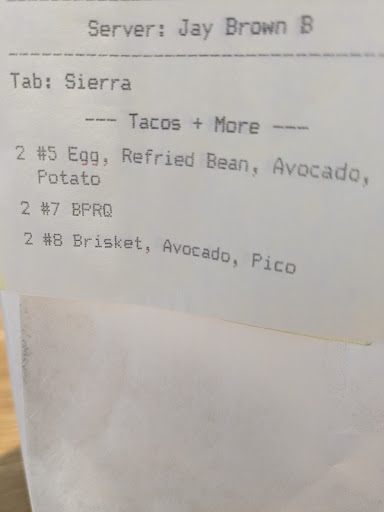 Server: Jay Brown B
Tab: Sierra
--- Tacos + More ---
2 #5 Egg, Refried Bean, Avocado,
Potato
2 #7 BPRQ
2 #8 Brisket, Avocado, Pico